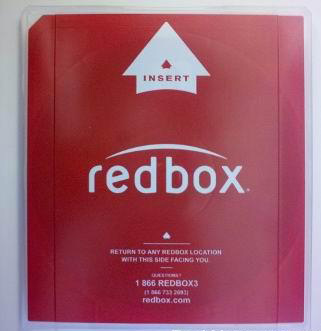 INSERT
redbox.
RETURN TO ANY REDBOX LOCATION
WITH THIS SIDE FACING YOU.
QUESTIONS?
1 866 REDBOX3
(1 866 733 2693)
redbox.com